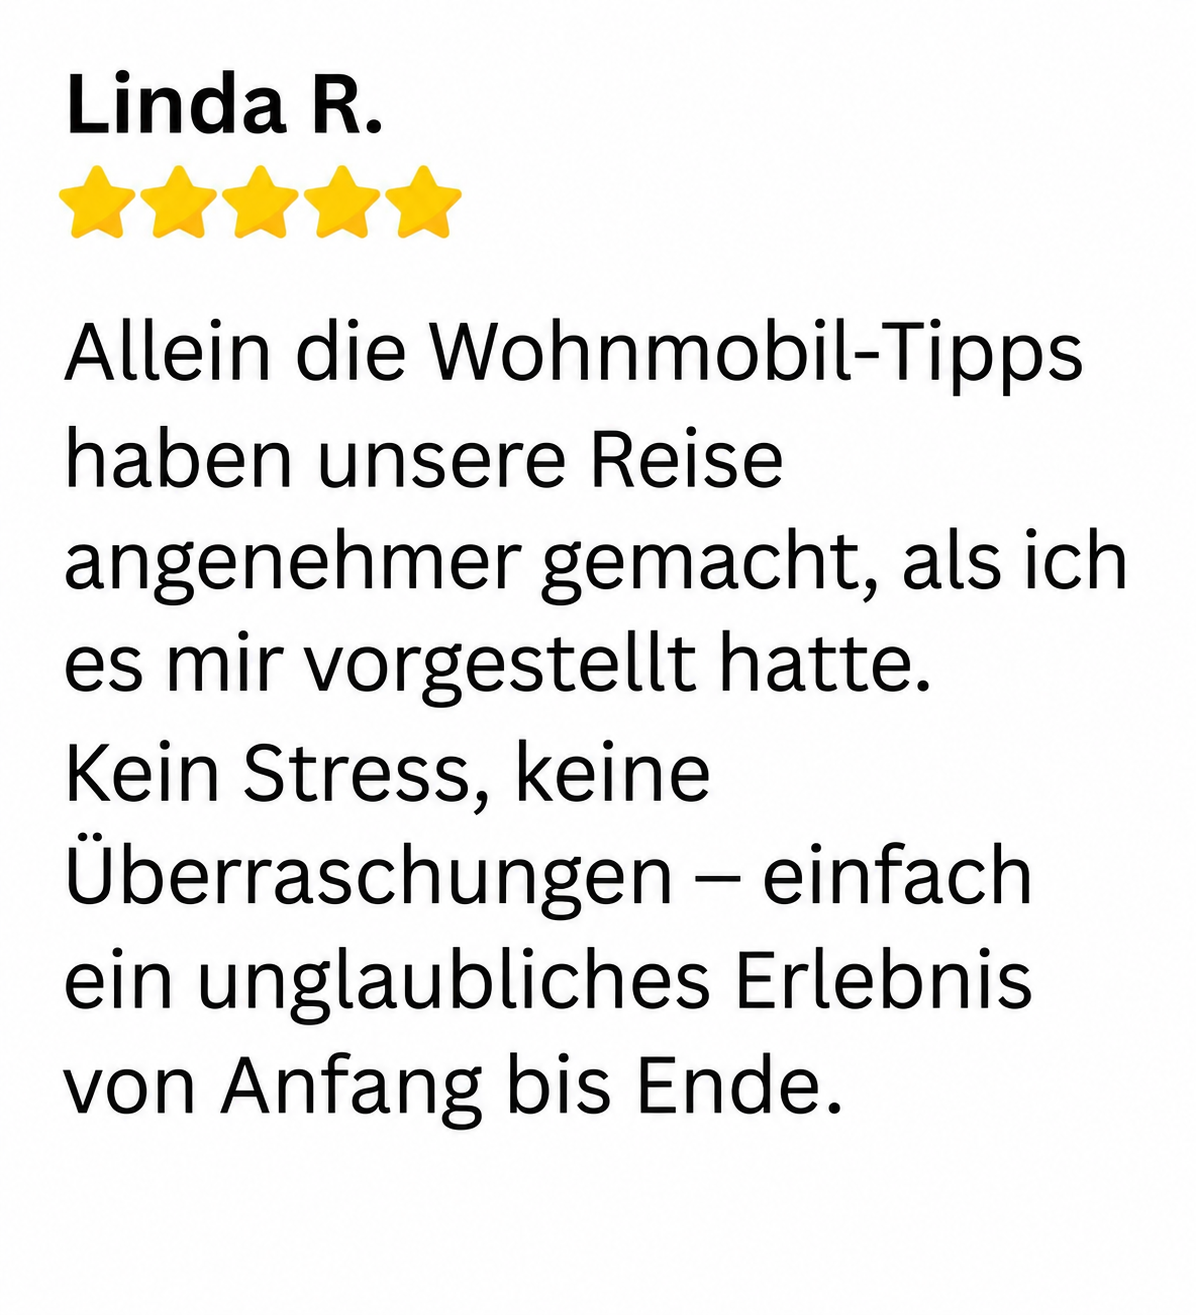 Linda R.
⭐⭐⭐⭐⭐
Allein die Wohnmobil-Tipps
haben unsere Reise
angenehmer gemacht, als ich
es mir vorgestellt hatte.
Kein Stress, keine
Überraschungen – einfach
ein unglaubliches Erlebnis
von Anfang bis Ende.